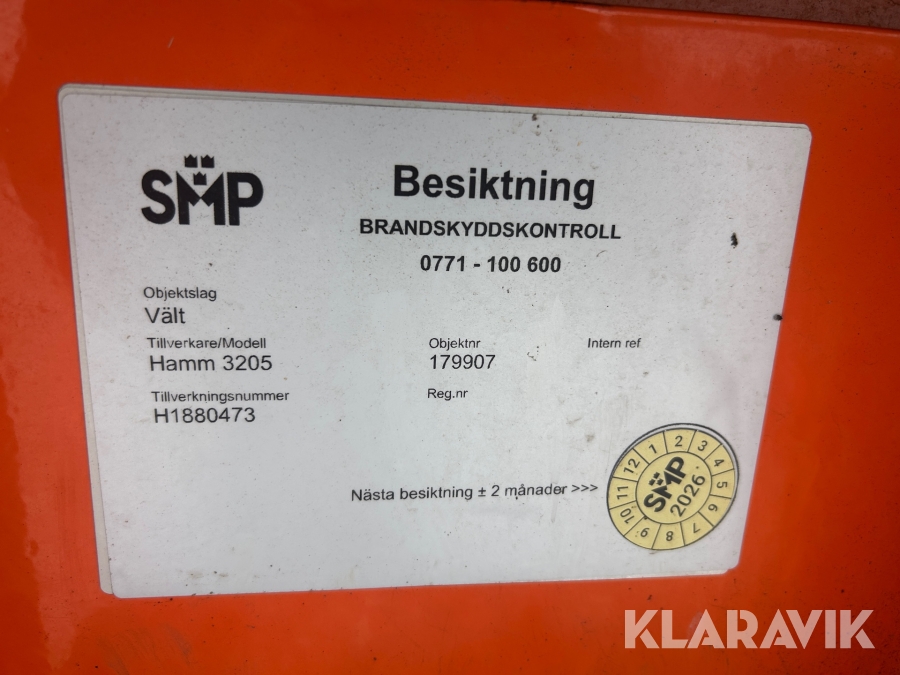 SMP
Besiktning
BRANDSKYDDSKONTROLL
0771 - 100 600
Objektslag
Vält
Tillverkare/Modell Objektnr Intern ref
Hamm 3205 179907
Tillverkningsnummer Reg.nr
H1880473
Nästa besiktning ± 2 månader >>>
1 2 3 4 5 6 7 8 9 10 11 12
SMP
2026
KLARAVIK